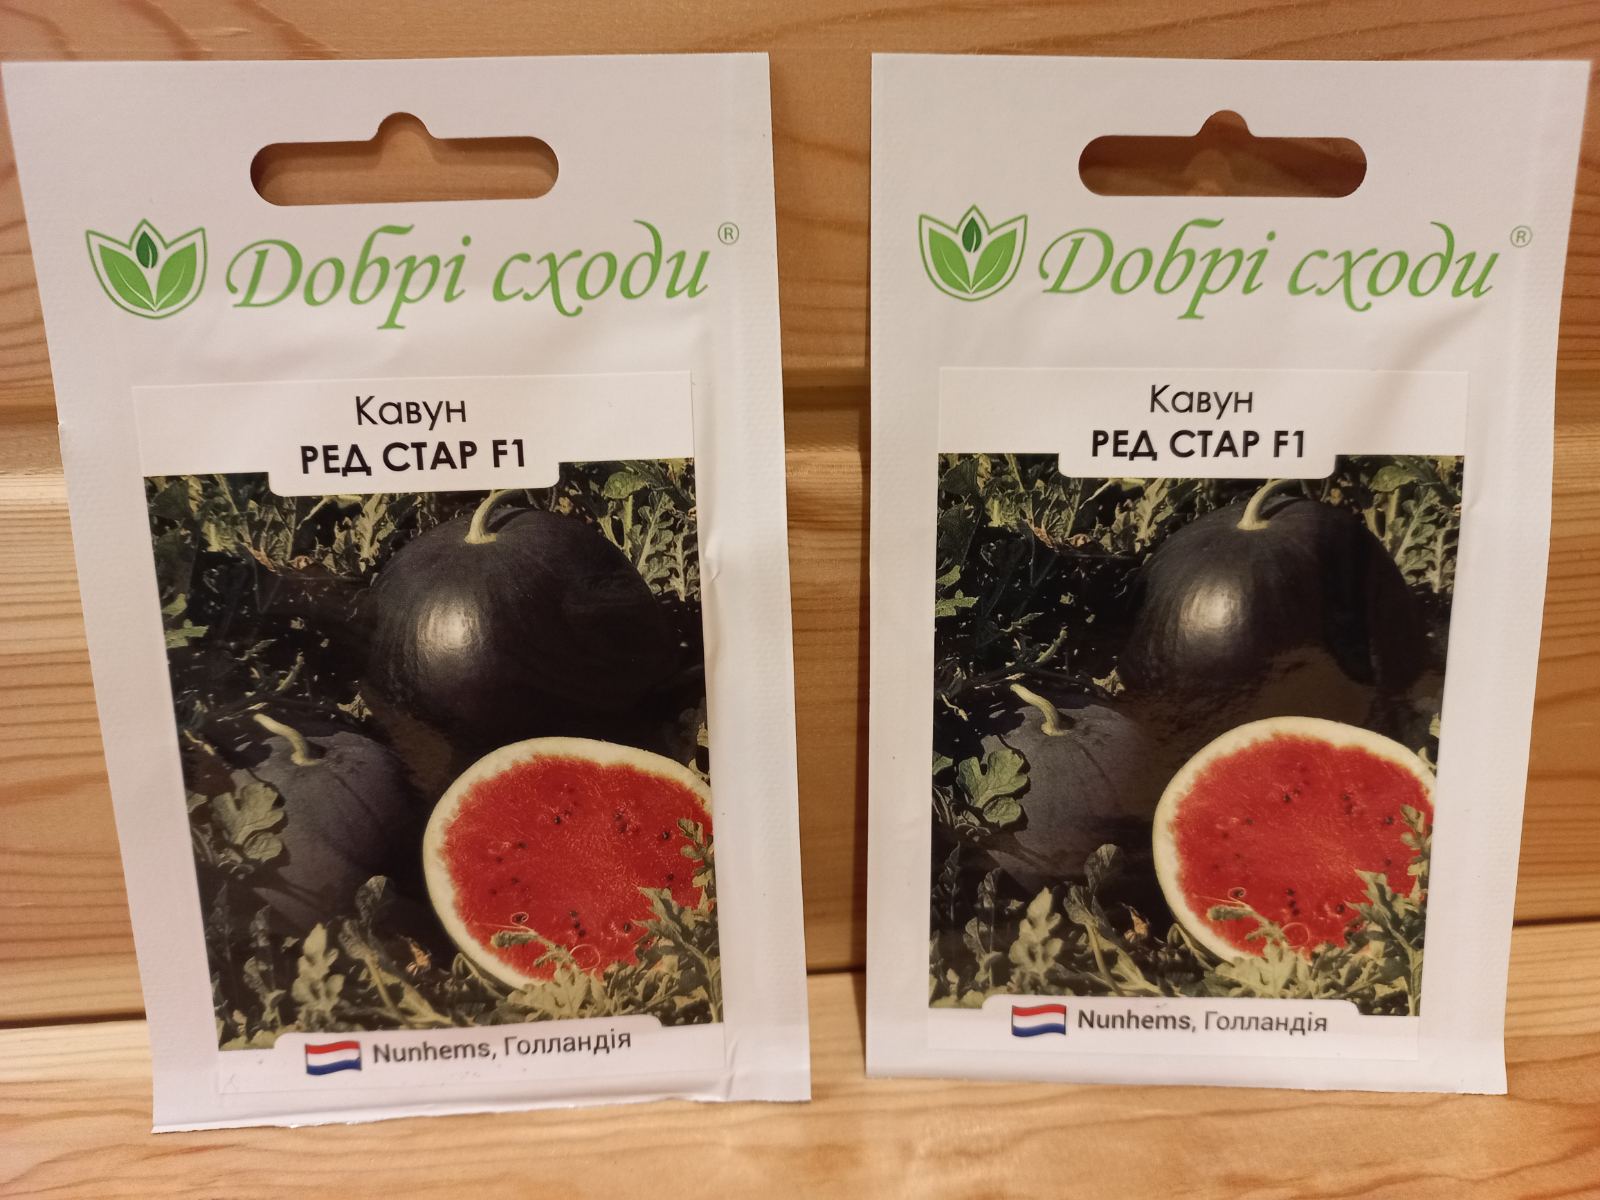 Добрі сходи®
Кавун
РЕД СТАР F1
Nunhems, Голландія
Добрі сходи®
Кавун
РЕД СТАР F1
Nunhems, Голландія